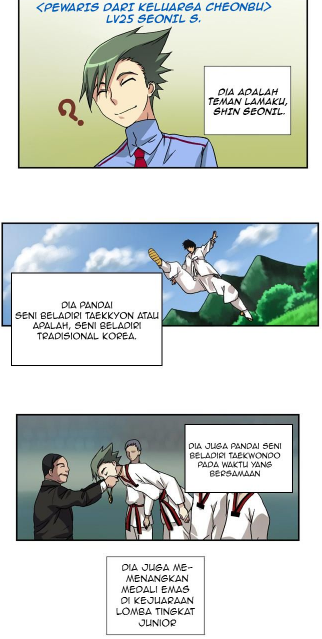 <PEWARIS DARI KELUARGA CHEONBU>
LV25 SEONIL S.
?
DIA ADALAH
TEMAN LAMAKU,
SHIN SEONIL.
DIA PANDAI
SENI BELADIRI TAEKKYON ATAU
APALAH, SENI BELADIRI
TRADISIONAL KOREA.
DIA JUGA PANDAI SENI
BELADIRI TAEKWONDO
PADA WAKTU YANG
BERSAMAAN
DIA JUGA ME-
MENANGKAN
MEDALI EMAS
DI KEJUARAAN
LOMBA TINGKAT
JUNIOR